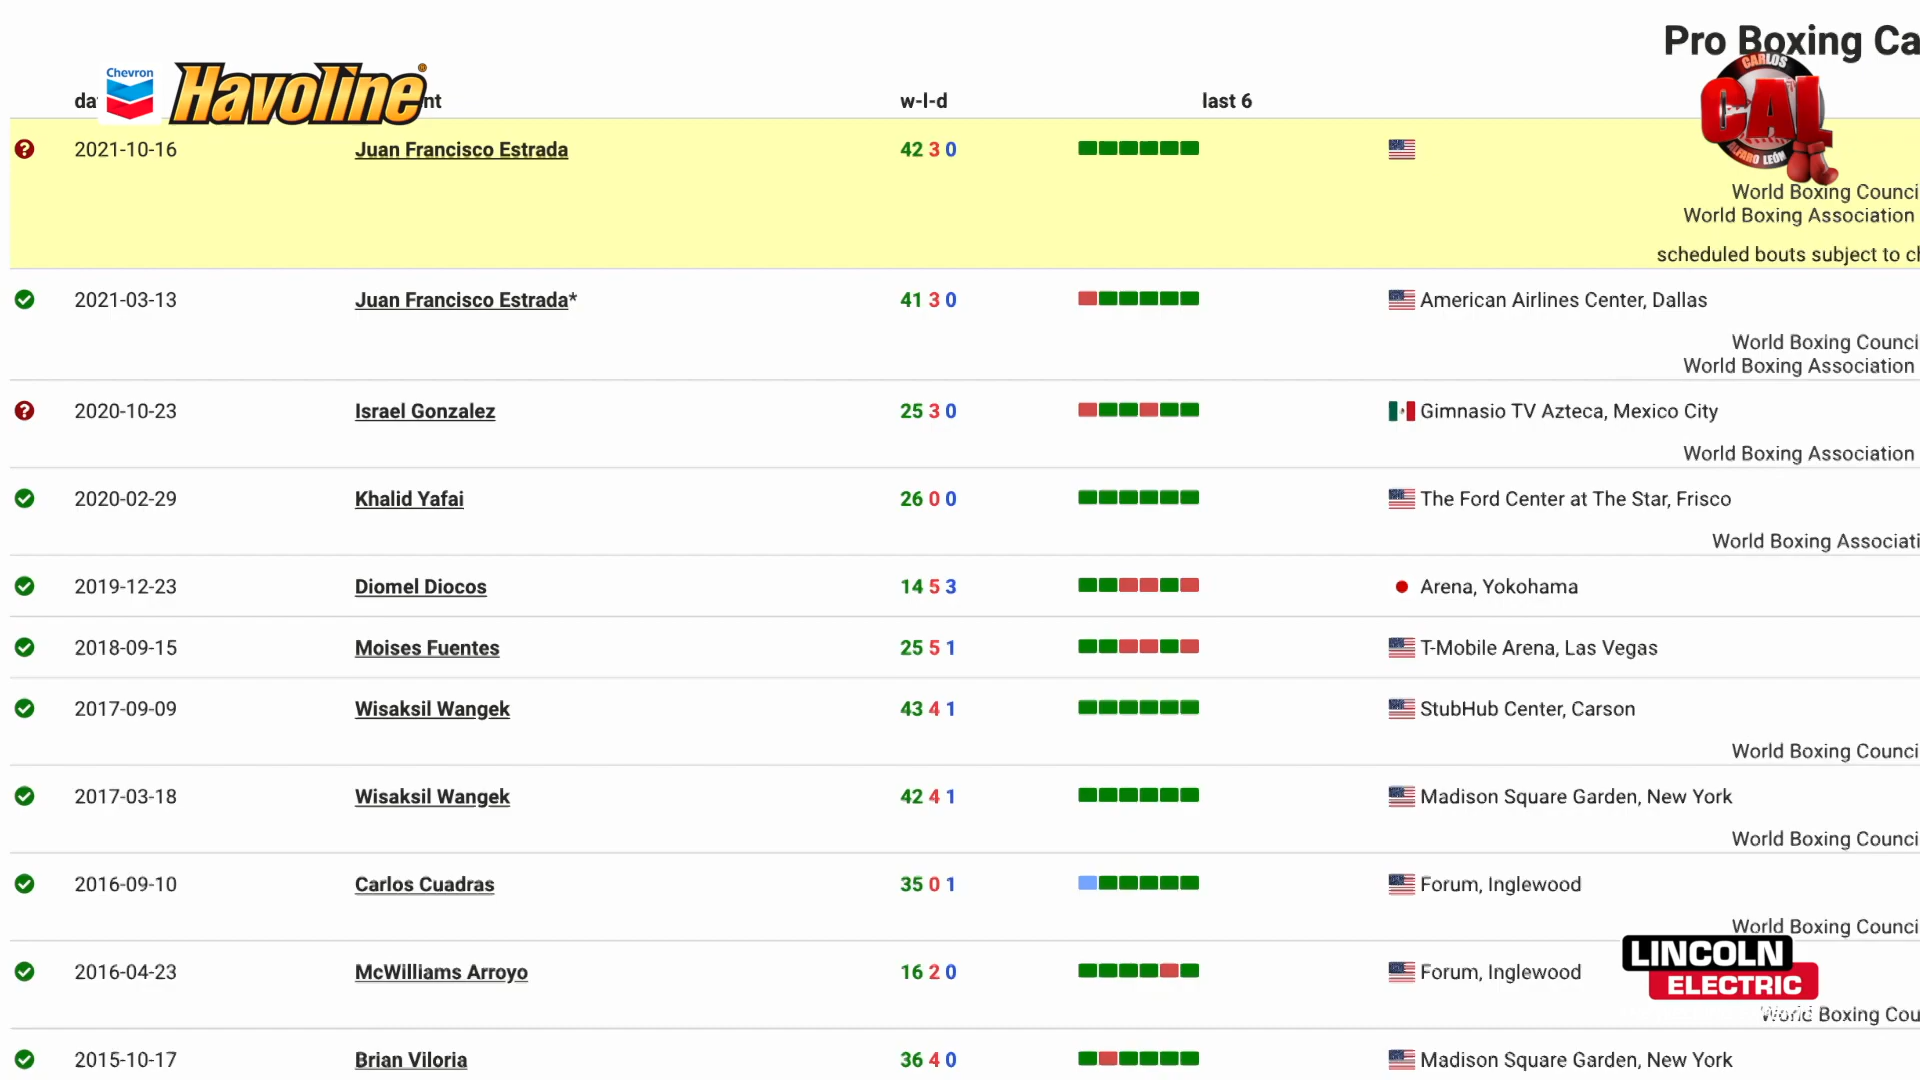 Pro Boxing Ca
Chevron
Havoline
CARLOS
CAL
ALFARO LEÓN
da
nt
w-l-d
last 6
2021-10-16 Juan Francisco Estrada 42 3 0
World Boxing Counci
World Boxing Association
scheduled bouts subject to ch
2021-03-13 Juan Francisco Estrada* 41 3 0 American Airlines Center, Dallas
World Boxing Counci
World Boxing Association
2020-10-23 Israel Gonzalez 25 3 0 Gimnasio TV Azteca, Mexico City
World Boxing Association
2020-02-29 Khalid Yafai 26 0 0 The Ford Center at The Star, Frisco
World Boxing Associati
2019-12-23 Diomel Diocos 14 5 3 Arena, Yokohama
2018-09-15 Moises Fuentes 25 5 1 T-Mobile Arena, Las Vegas
2017-09-09 Wisaksil Wangek 43 4 1 StubHub Center, Carson
World Boxing Counci
2017-03-18 Wisaksil Wangek 42 4 1 Madison Square Garden, New York
World Boxing Counci
2016-09-10 Carlos Cuadras 35 0 1 Forum, Inglewood
World Boxing Counci
2016-04-23 McWilliams Arroyo 16 2 0 Forum, Inglewood
LINCOLN
ELECTRIC
World Boxing Cou
2015-10-17 Brian Viloria 36 4 0 Madison Square Garden, New York